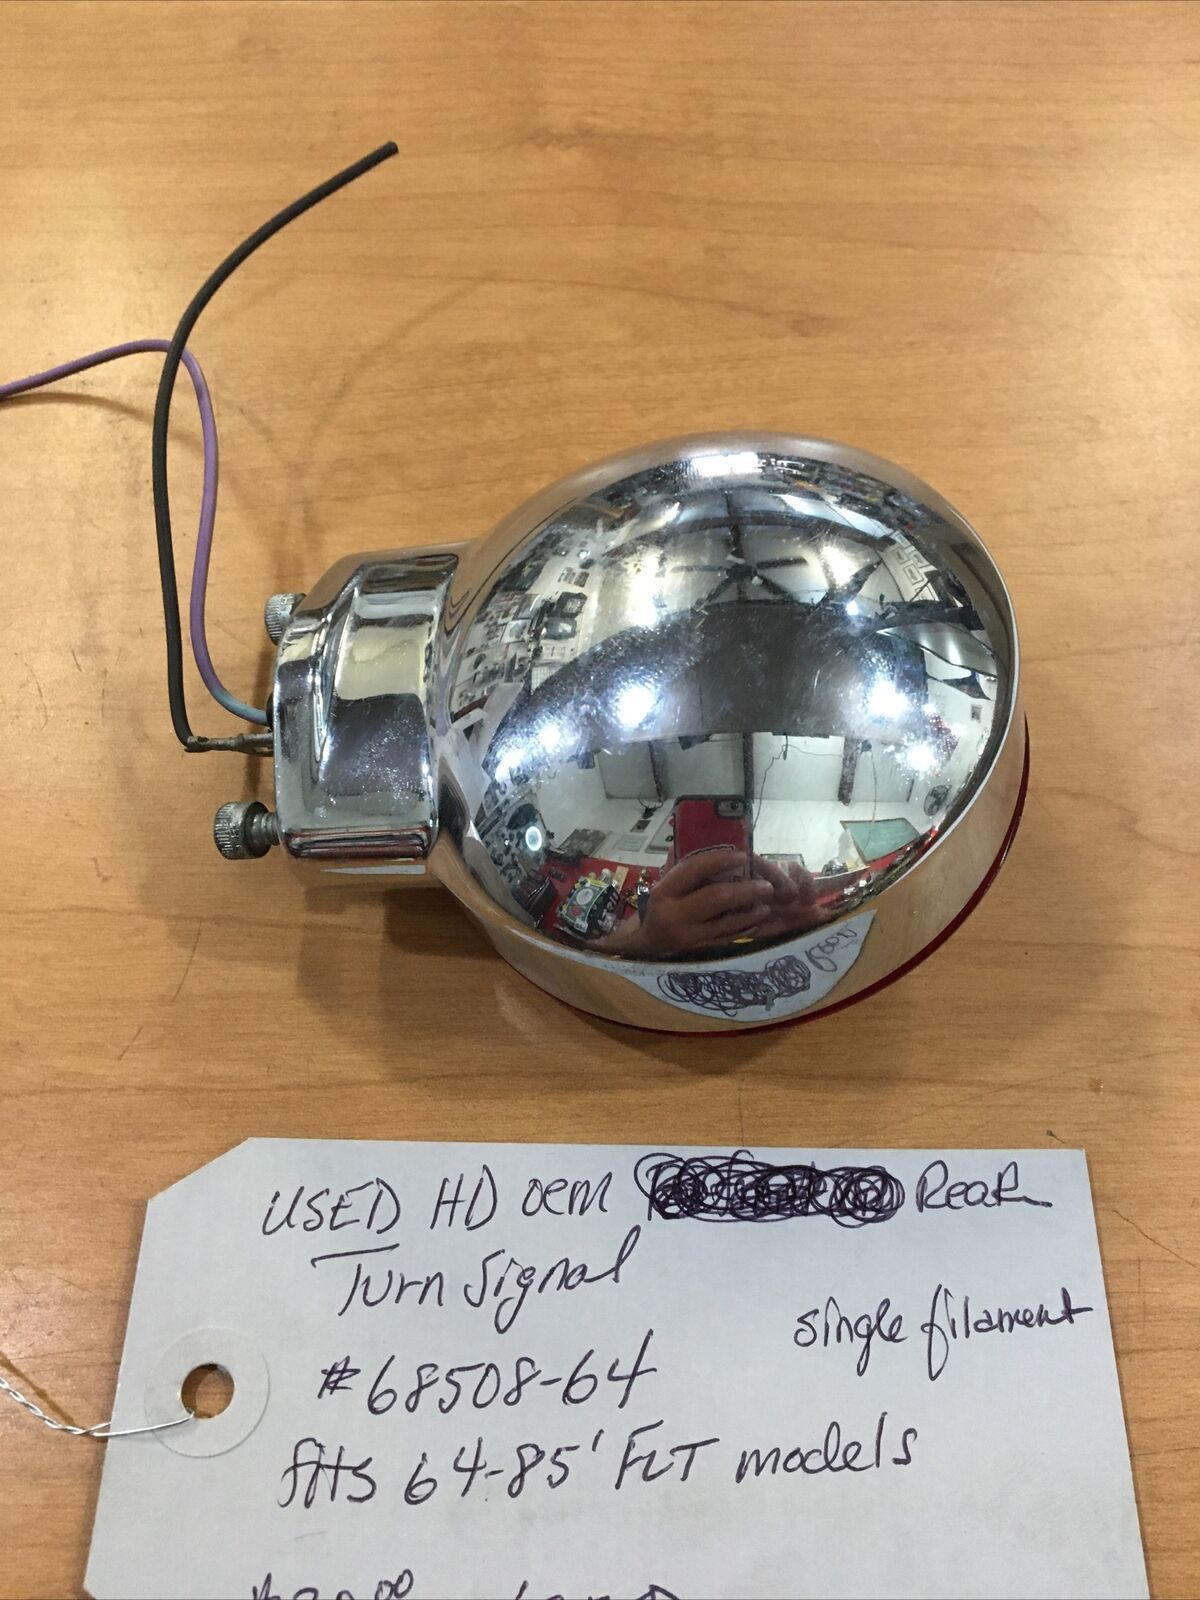 USED HD OEM Rear
Turn Signal
single filament
#68508-64
fits 64-85' FLT models